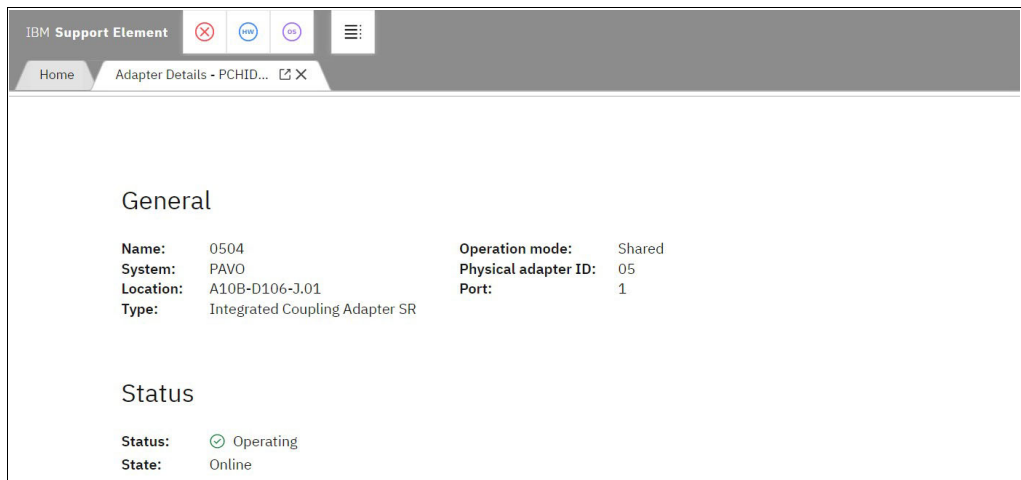 IBM Support Element HW OS
Home Adapter Details - PCHID...
General
Name: 0504 Operation mode: Shared
System: PAVO Physical adapter ID: 05
Location: A10B-D106-J.01 Port: 1
Type: Integrated Coupling Adapter SR
Status
Status: Operating
State: Online